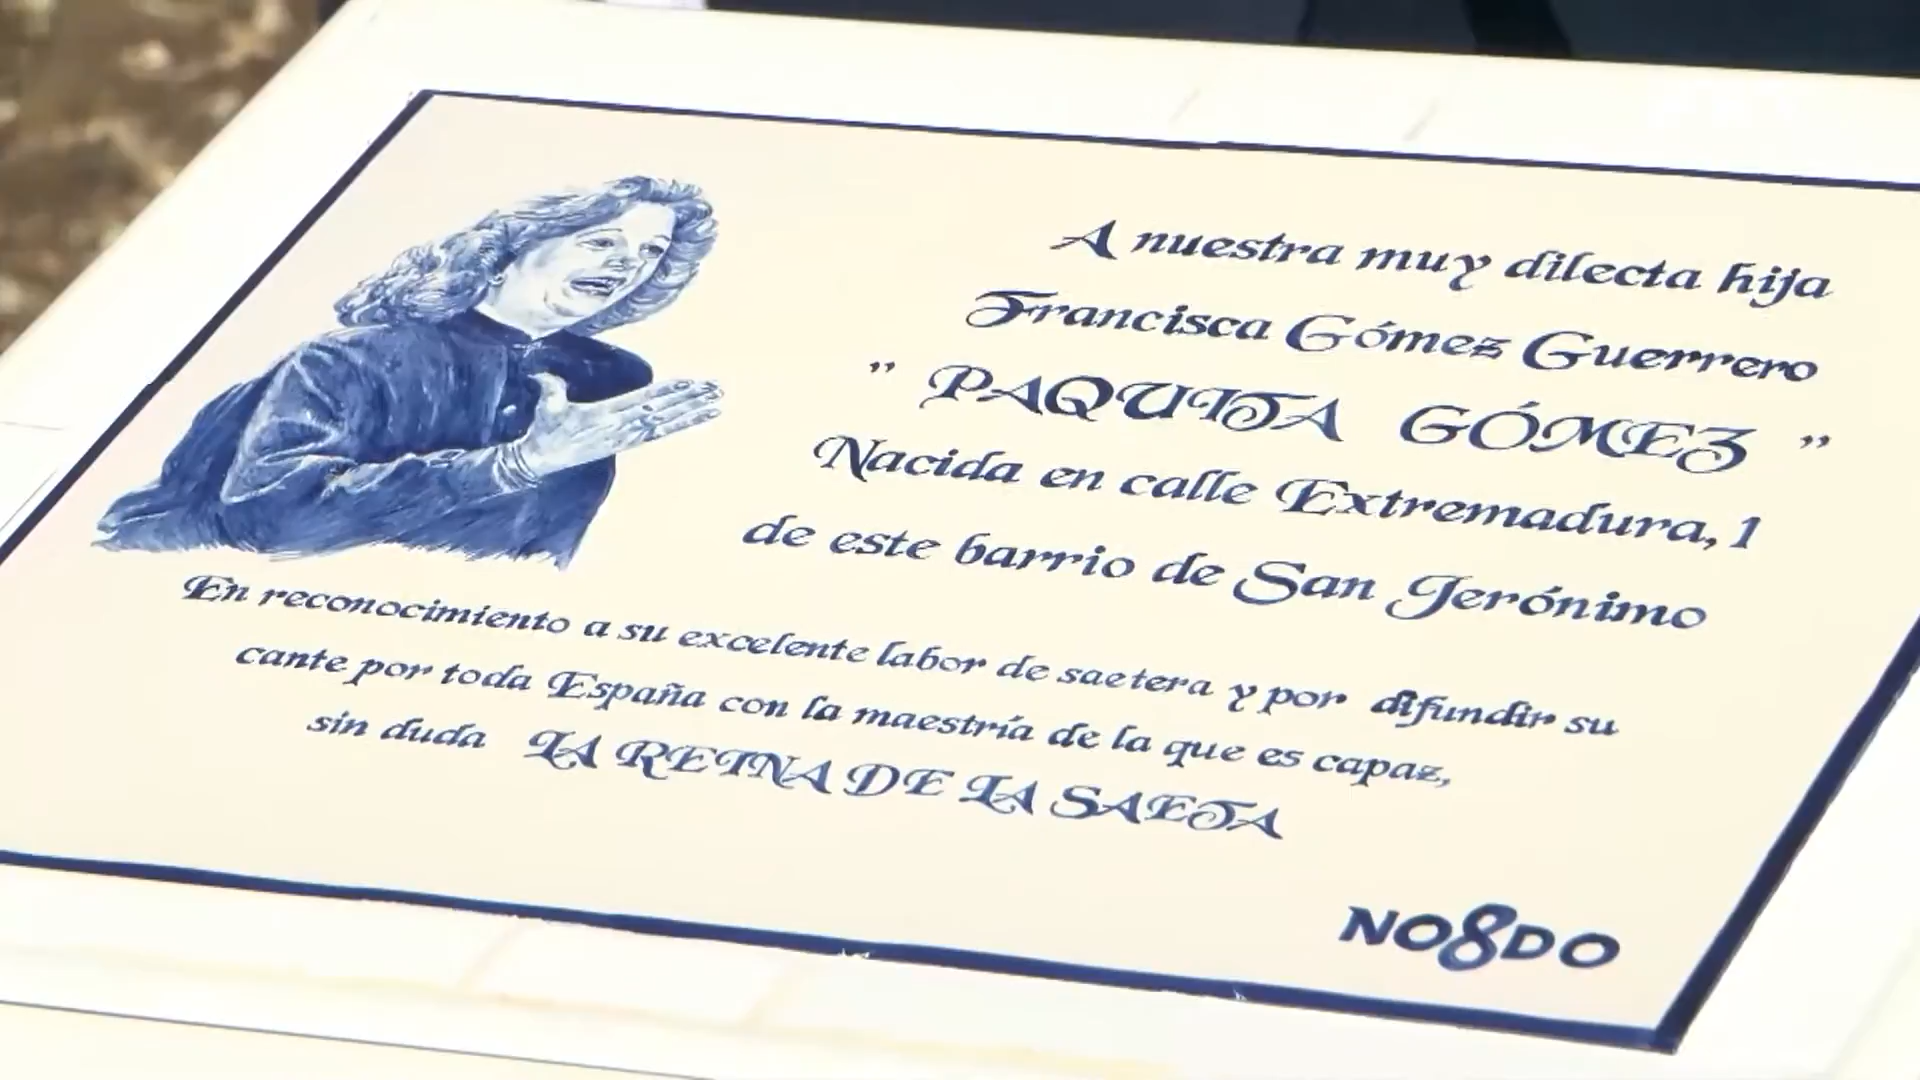 A nuestra muy dilecta hija
Francisca Gómez Guerrero
" PAQUITA GÓMEZ "
Nacida en calle Extremadura, 1
de este barrio de San Jerónimo
En reconocimiento a su excelente labor de saetera y por difundir su
cante por toda España con la maestría de la que es capaz,
sin duda LA REINA DE LA SAETA
NO8DO